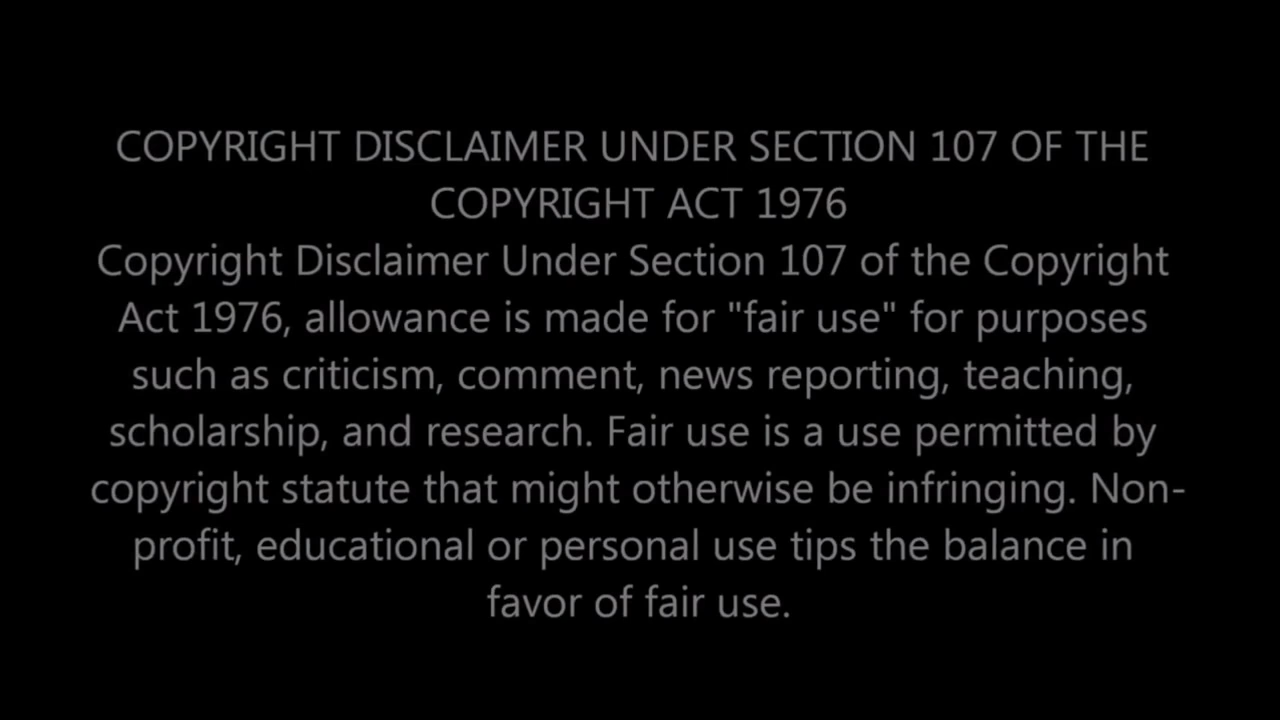 COPYRIGHT DISCLAIMER UNDER SECTION 107 OF THE
COPYRIGHT ACT 1976
Copyright Disclaimer Under Section 107 of the Copyright
Act 1976, allowance is made for "fair use" for purposes
such as criticism, comment, news reporting, teaching,
scholarship, and research. Fair use is a use permitted by
copyright statute that might otherwise be infringing. Non-
profit, educational or personal use tips the balance in
favor of fair use.